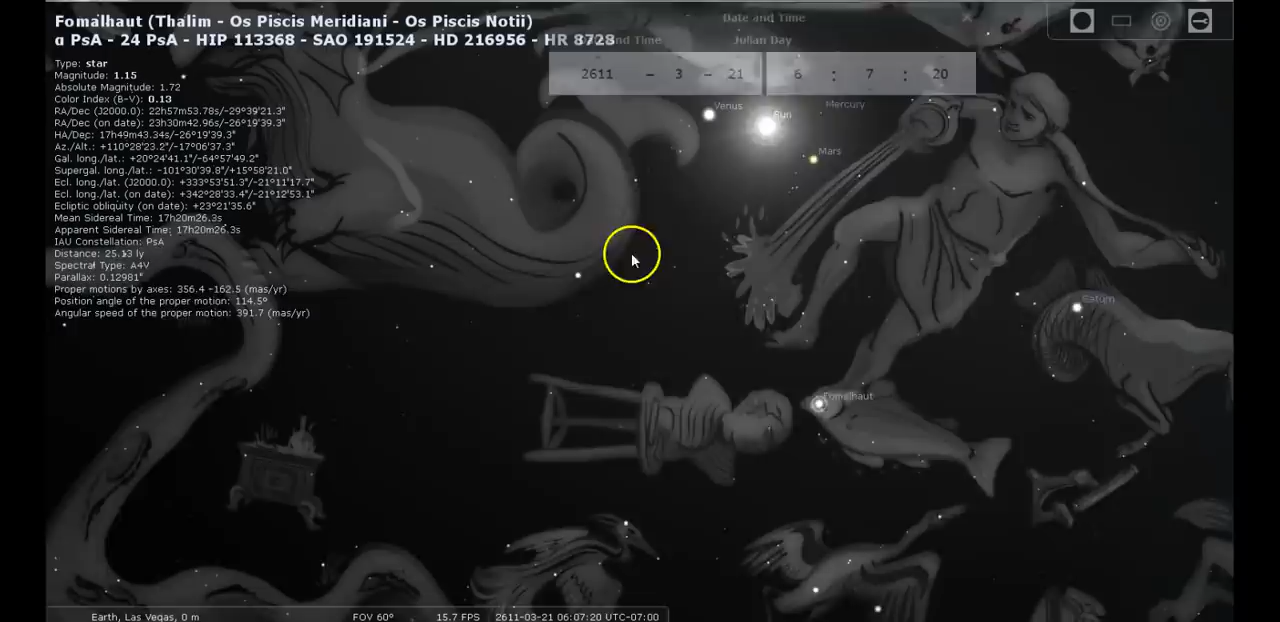 Fomalhaut (Thalim - Os Piscis Meridiani - Os Piscis Notii)
α PsA - 24 PsA - HIP 113368 - SAO 191524 - HD 216956 - HR 8728
Type: star
Magnitude: 1.15
Absolute Magnitude: 1.72
Color Index (B-V): 0.13
RA/Dec (J2000.0): 22h57m53.78s/-29°39'21.3"
RA/Dec (on date): 23h30m42.96s/-26°19'39.3"
HA/Dec: 17h49m43.34s/-26°19'39.3"
Az./Alt.: +110°28'23.2"/-17°06'37.3"
Gal. long./lat.: +20°24'41.1"/-64°57'49.2"
Supergal. long./lat.: -101°30'39.8"/+15°58'21.0"
Ecl. long./lat. (J2000.0): +333°53'51.3"/-21°11'17.7"
Ecl. long./lat. (on date): +342°28'33.4"/-21°12'53.1"
Ecliptic obliquity (on date): +23°21'35.6"
Mean Sidereal Time: 17h20m26.3s
Apparent Sidereal Time: 17h20m26.3s
IAU Constellation: PsA
Distance: 25.13 ly
Spectral Type: A4V
Parallax: 0.12981"
Proper motions by axes: 356.4 -162.5 (mas/yr)
Position angle of the proper motion: 114.5°
Angular speed of the proper motion: 391.7 (mas/yr)
Date and Time
and Time Julian Day
2611 - 3 - 21 6 : 7 : 20
Venus
Sun
Mercury
Mars
Saturn
Fomalhaut
Earth, Las Vegas, 0 m FOV 60° 15.7 FPS 2611-03-21 06:07:20 UTC-07:00